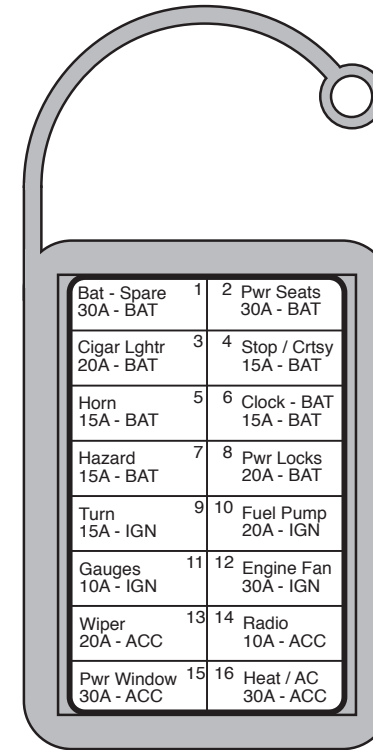 Bat - Spare 1
30A - BAT
2 Pwr Seats
30A - BAT
Cigar Lghtr 3
20A - BAT
4 Stop / Crtsy
15A - BAT
Horn 5
15A - BAT
6 Clock - BAT
15A - BAT
Hazard 7
15A - BAT
8 Pwr Locks
20A - BAT
Turn 9
15A - IGN
10 Fuel Pump
20A - IGN
Gauges 11
10A - IGN
12 Engine Fan
30A - IGN
Wiper 13
20A - ACC
14 Radio
10A - ACC
Pwr Window 15
30A - ACC
16 Heat / AC
30A - ACC